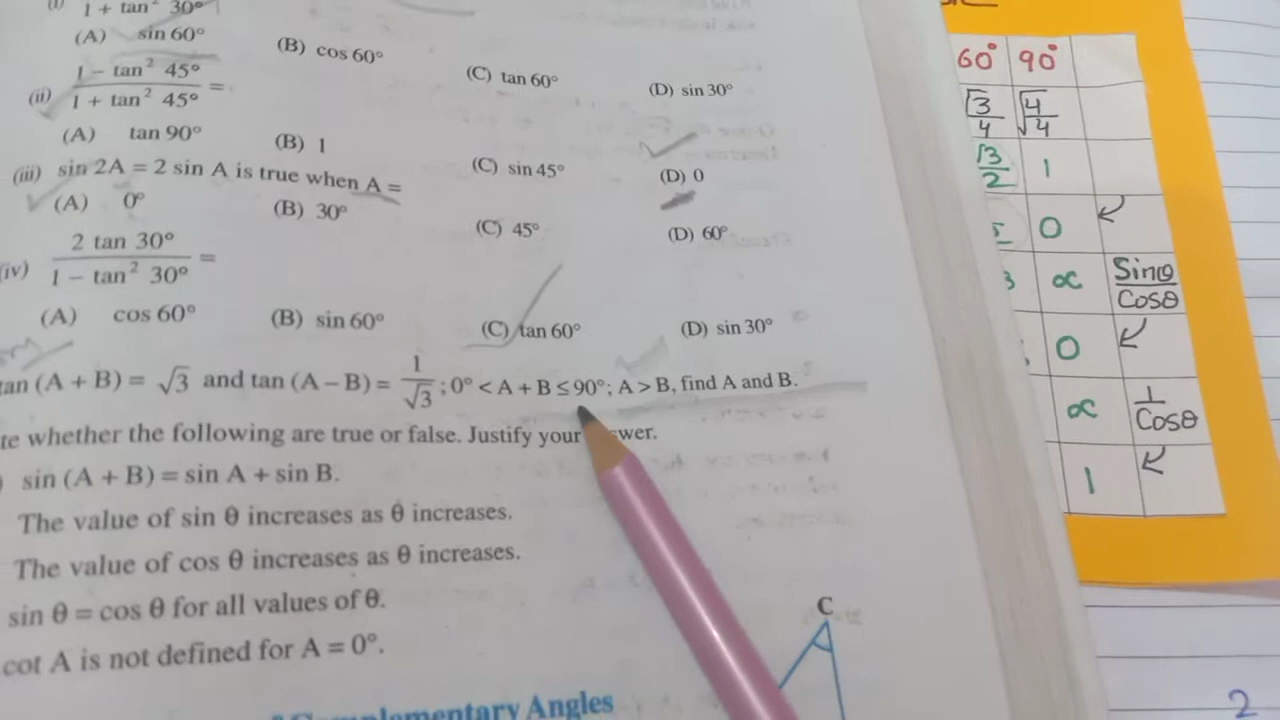 1 + tan² 30°
(A) sin 60° (B) cos 60° (C) tan 60° (D) sin 30°
(ii) 1 − tan² 45° / 1 + tan² 45° =
(A) tan 90° (B) 1 (C) sin 45° (D) 0
(iii) sin 2A = 2 sin A is true when A =
(A) 0° (B) 30° (C) 45° (D) 60°
(iv) 2 tan 30° / 1 − tan² 30° =
(A) cos 60° (B) sin 60° (C) tan 60° (D) sin 30°
tan (A + B) = √3 and tan (A – B) = 1/√3 ; 0° < A + B ≤ 90°; A > B, find A and B.
te whether the following are true or false. Justify your wer.
sin (A + B) = sin A + sin B.
The value of sin θ increases as θ increases.
The value of cos θ increases as θ increases.
sin θ = cos θ for all values of θ.
cot A is not defined for A = 0°.
C
Complementary Angles
60° 90°
√3/4 √4/4
√3/2 1
0
∝ Sinθ/Cosθ
0
∝ 1/Cosθ
1
2